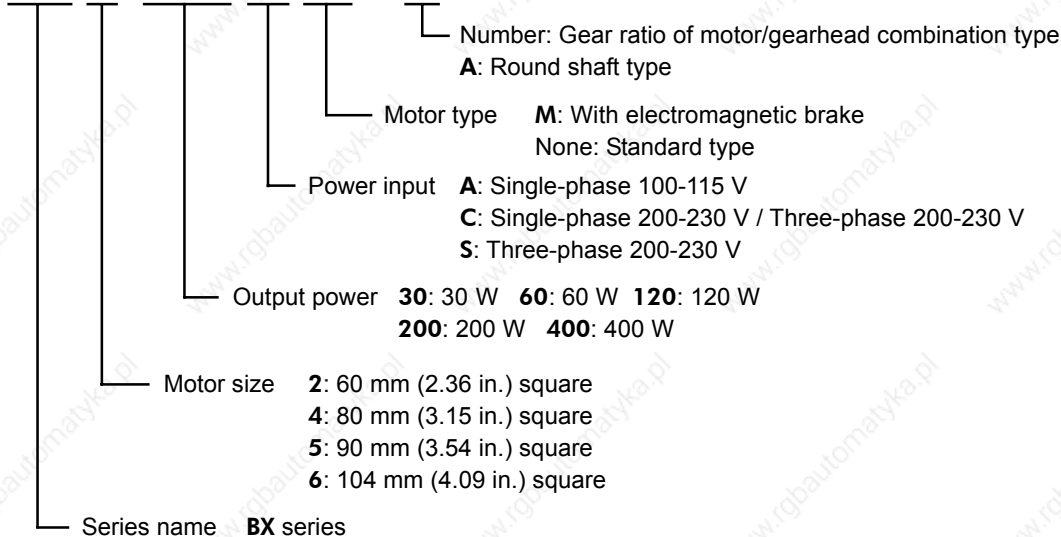 Number: Gear ratio of motor/gearhead combination type
A: Round shaft type
Motor type M: With electromagnetic brake
None: Standard type
Power input A: Single-phase 100-115 V
C: Single-phase 200-230 V / Three-phase 200-230 V
S: Three-phase 200-230 V
Output power 30: 30 W 60: 60 W 120: 120 W
200: 200 W 400: 400 W
Motor size 2: 60 mm (2.36 in.) square
4: 80 mm (3.15 in.) square
5: 90 mm (3.54 in.) square
6: 104 mm (4.09 in.) square
Series name BX series
www.rgbautomatyka.pl